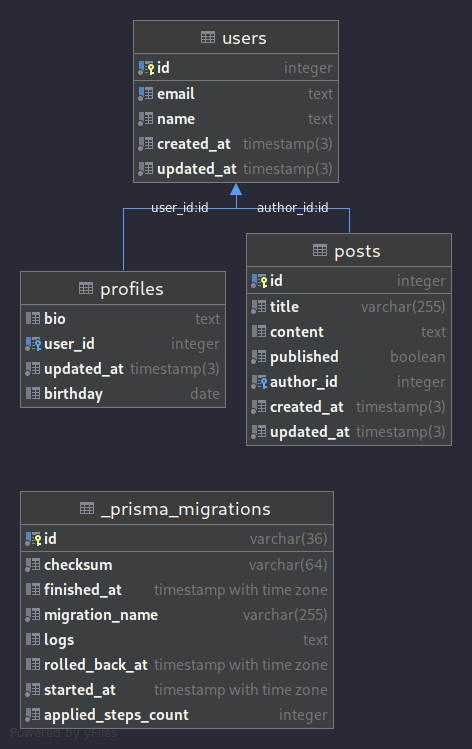 users
id integer
email text
name text
created_at timestamp(3)
updated_at timestamp(3)
user_id:id author_id:id
profiles
bio text
user_id integer
updated_at timestamp(3)
birthday date
posts
id integer
title varchar(255)
content text
published boolean
author_id integer
created_at timestamp(3)
updated_at timestamp(3)
_prisma_migrations
id varchar(36)
checksum varchar(64)
finished_at timestamp with time zone
migration_name varchar(255)
logs text
rolled_back_at timestamp with time zone
started_at timestamp with time zone
applied_steps_count integer
Powered by yFiles